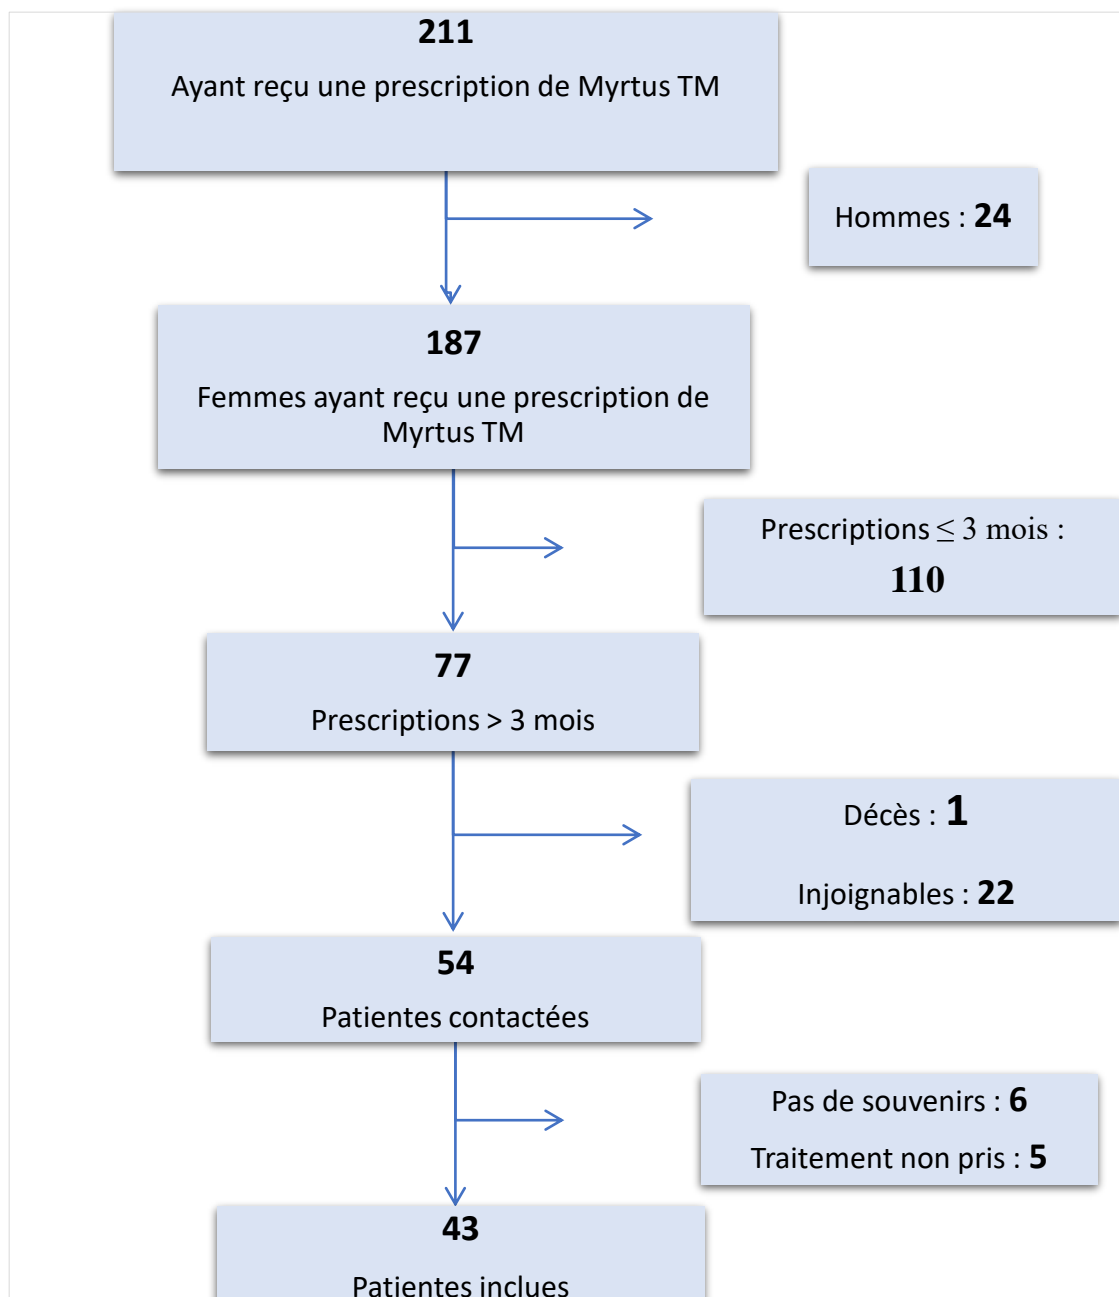 211
Ayant reçu une prescription de Myrtus TM
Hommes : 24
187
Femmes ayant reçu une prescription de
Myrtus TM
Prescriptions ≤ 3 mois :
110
77
Prescriptions > 3 mois
Décès : 1
Injoignables : 22
54
Patientes contactées
Pas de souvenirs : 6
Traitement non pris : 5
43
Patientes inclues